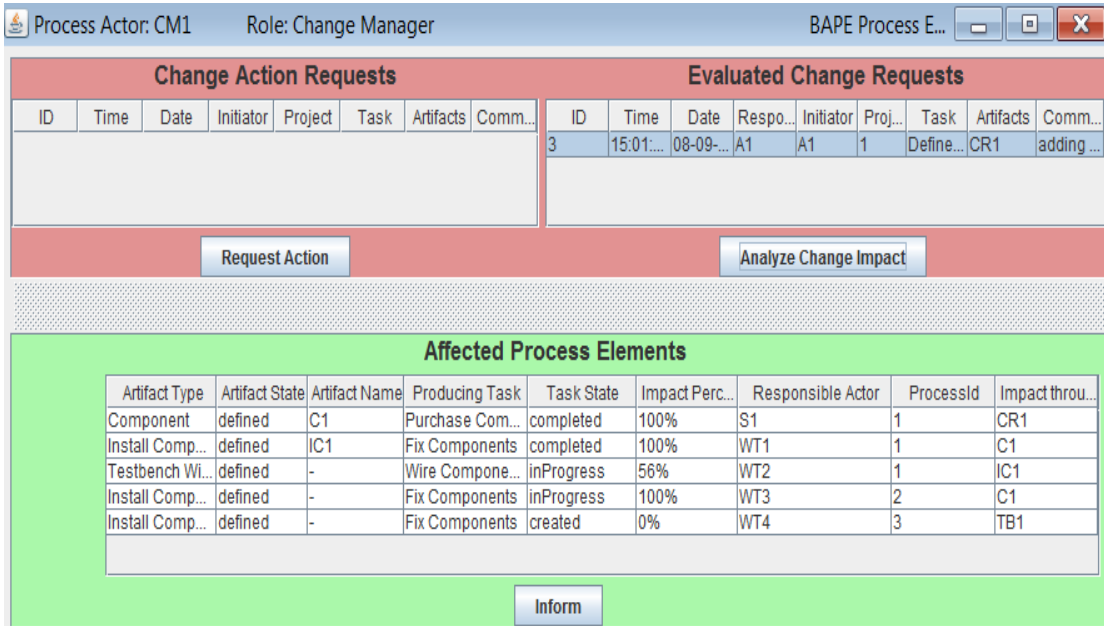 Process Actor: CM1 Role: Change Manager BAPE Process E...
Change Action Requests
ID Time Date Initiator Project Task Artifacts Comm...
Request Action
Evaluated Change Requests
ID Time Date Respo... Initiator Proj... Task Artifacts Comm...
3 15:01:... 08-09-... A1 A1 1 Define... CR1 adding ...
Analyze Change Impact
Affected Process Elements
Artifact Type Artifact State Artifact Name Producing Task Task State Impact Perc... Responsible Actor ProcessId Impact throu...
Component defined C1 Purchase Com... completed 100% S1 1 CR1
Install Comp... defined IC1 Fix Components completed 100% WT1 1 C1
Testbench Wi... defined - Wire Compone... inProgress 56% WT2 1 IC1
Install Comp... defined - Fix Components inProgress 100% WT3 2 C1
Install Comp... defined - Fix Components created 0% WT4 3 TB1
Inform